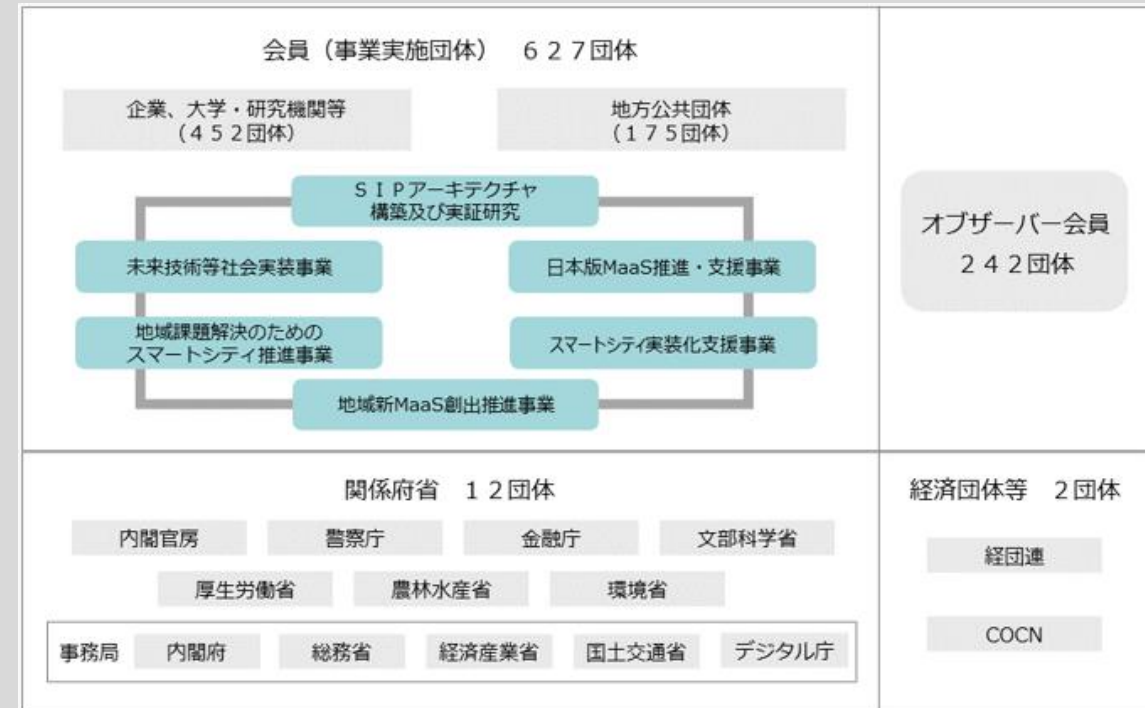 会員（事業実施団体）　６２７団体
企業、大学・研究機関等
（４５２団体）
地方公共団体
（１７５団体）
ＳＩＰアーキテクチャ
構築及び実証研究
未来技術等社会実装事業
日本版MaaS推進・支援事業
地域課題解決のための
スマートシティ推進事業
スマートシティ実装化支援事業
地域新MaaS創出推進事業
オブザーバー会員
２４２団体
関係府省　１２団体
内閣官房
警察庁
金融庁
文部科学省
厚生労働省
農林水産省
環境省
事務局
内閣府
総務省
経済産業省
国土交通省
デジタル庁
経済団体等　２団体
経団連
COCN